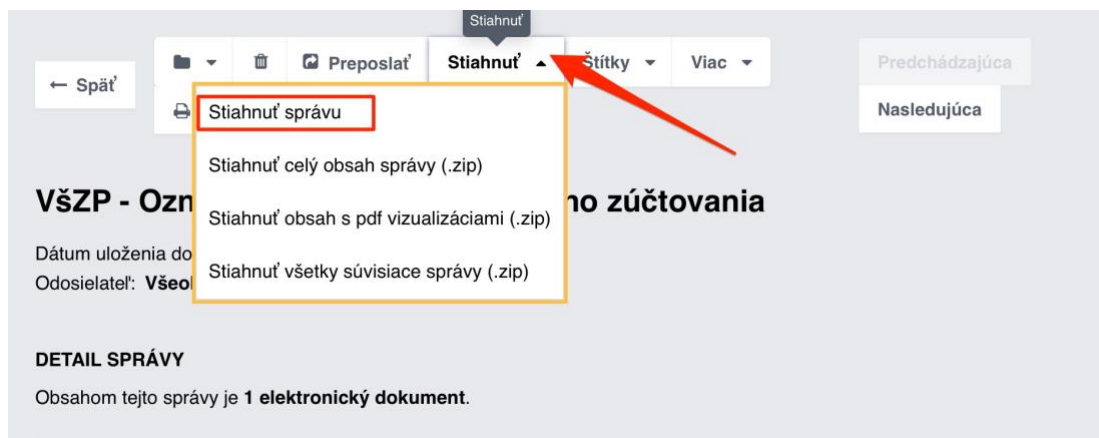 Stiahnuť
← Späť
Preposlať
Stiahnuť
Štítky
Viac
Predchádzajúca
Nasledujúca
Stiahnuť správu
Stiahnuť celý obsah správy (.zip)
Stiahnuť obsah s pdf vizualizáciami (.zip)
Stiahnuť všetky súvisiace správy (.zip)
VšZP - Ozn
ho zúčtovania
Dátum uloženia do
Odosielateľ: Všeo
DETAIL SPRÁVY
Obsahom tejto správy je 1 elektronický dokument.